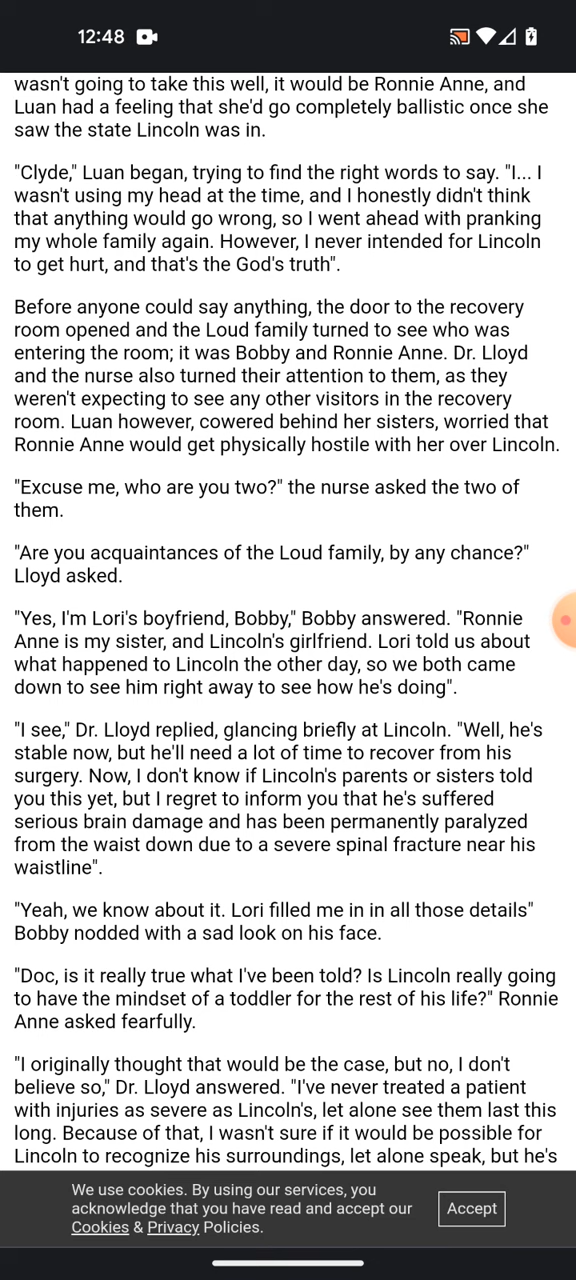 12:48
wasn't going to take this well, it would be Ronnie Anne, and
Luan had a feeling that she'd go completely ballistic once she
saw the state Lincoln was in.
"Clyde," Luan began, trying to find the right words to say. "I... I
wasn't using my head at the time, and I honestly didn't think
that anything would go wrong, so I went ahead with pranking
my whole family again. However, I never intended for Lincoln
to get hurt, and that's the God's truth".
Before anyone could say anything, the door to the recovery
room opened and the Loud family turned to see who was
entering the room; it was Bobby and Ronnie Anne. Dr. Lloyd
and the nurse also turned their attention to them, as they
weren't expecting to see any other visitors in the recovery
room. Luan however, cowered behind her sisters, worried that
Ronnie Anne would get physically hostile with her over Lincoln.
"Excuse me, who are you two?" the nurse asked the two of
them.
"Are you acquaintances of the Loud family, by any chance?"
Lloyd asked.
"Yes, I'm Lori's boyfriend, Bobby," Bobby answered. "Ronnie
Anne is my sister, and Lincoln's girlfriend. Lori told us about
what happened to Lincoln the other day, so we both came
down to see him right away to see how he's doing".
"I see," Dr. Lloyd replied, glancing briefly at Lincoln. "Well, he's
stable now, but he'll need a lot of time to recover from his
surgery. Now, I don't know if Lincoln's parents or sisters told
you this yet, but I regret to inform you that he's suffered
serious brain damage and has been permanently paralyzed
from the waist down due to a severe spinal fracture near his
waistline".
"Yeah, we know about it. Lori filled me in in all those details"
Bobby nodded with a sad look on his face.
"Doc, is it really true what I've been told? Is Lincoln really going
to have the mindset of a toddler for the rest of his life?" Ronnie
Anne asked fearfully.
"I originally thought that would be the case, but no, I don't
believe so," Dr. Lloyd answered. "I've never treated a patient
with injuries as severe as Lincoln's, let alone see them last this
long. Because of that, I wasn't sure if it would be possible for
Lincoln to recognize his surroundings, let alone speak, but he's
We use cookies. By using our services, you
acknowledge that you have read and accept our
Cookies & Privacy Policies.
Accept